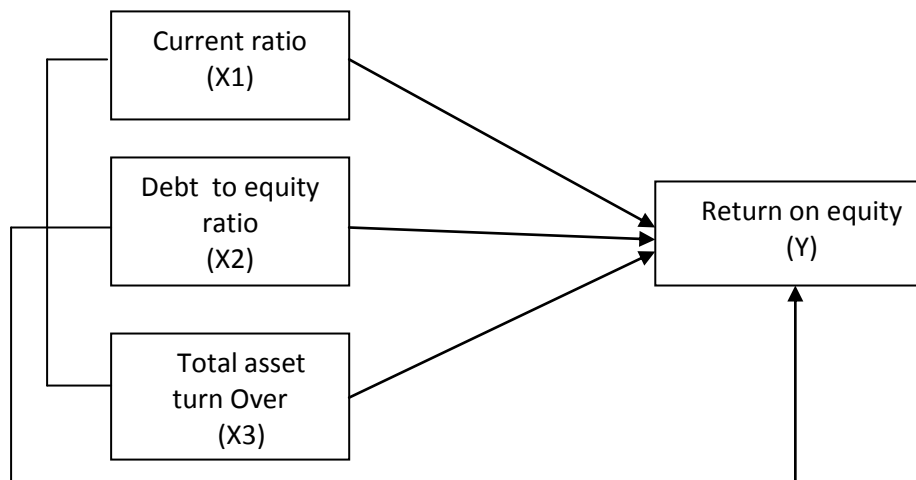 Current ratio
(X1)
Debt to equity
ratio
(X2)
Total asset
turn Over
(X3)
Return on equity
(Y)